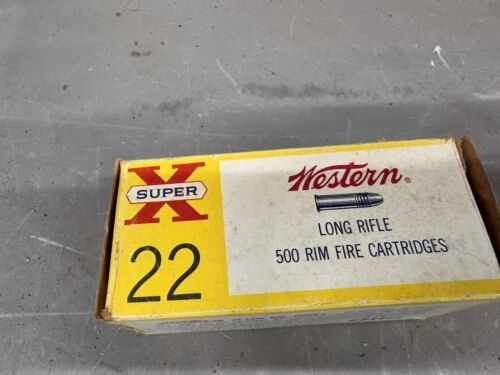 X
SUPER
22
Western®
LONG RIFLE
500 RIM FIRE CARTRIDGES